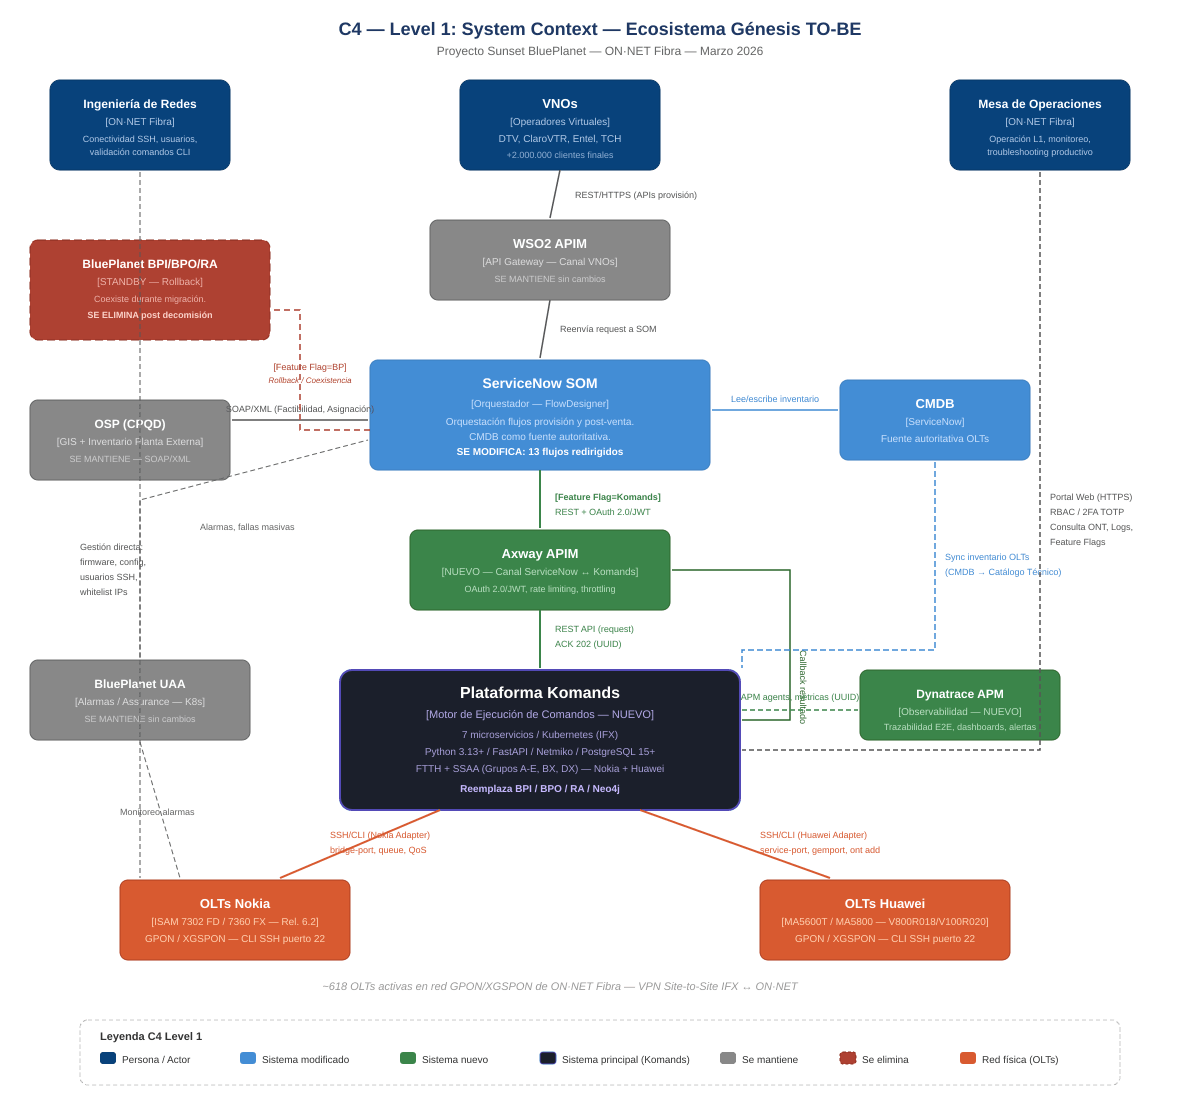 C4 — Level 1: System Context — Ecosistema Génesis TO-BE
Proyecto Sunset BluePlanet — ON·NET Fibra — Marzo 2026
Ingeniería de Redes
[ON·NET Fibra]
Conectividad SSH, usuarios,
validación comandos CLI
VNOs
[Operadores Virtuales]
DTV, ClaroVTR, Entel, TCH
+2.000.000 clientes finales
Mesa de Operaciones
[ON·NET Fibra]
Operación L1, monitoreo,
troubleshooting productivo
REST/HTTPS (APIs provisión)
WSO2 APIM
[API Gateway — Canal VNOs]
SE MANTIENE sin cambios
BluePlanet BPI/BPO/RA
[STANDBY — Rollback]
Coexiste durante migración.
SE ELIMINA post decomisión
Reenvía request a SOM
[Feature Flag=BP]
Rollback / Coexistencia
SOAP/XML (Factibilidad, Asignación)
ServiceNow SOM
[Orquestador — FlowDesigner]
Orquestación flujos provisión y post-venta.
CMDB como fuente autoritativa.
SE MODIFICA: 13 flujos redirigidos
Lee/escribe inventario
CMDB
[ServiceNow]
Fuente autoritativa OLTs
OSP (CPQD)
[GIS + Inventario Planta Externa]
SE MANTIENE — SOAP/XML
[Feature Flag=Komands]
REST + OAuth 2.0/JWT
Portal Web (HTTPS)
RBAC / 2FA TOTP
Consulta ONT, Logs,
Feature Flags
Alarmas, fallas masivas
Gestión directa:
firmware, config,
usuarios SSH,
whitelist IPs
Axway APIM
[NUEVO — Canal ServiceNow ↔ Komands]
OAuth 2.0/JWT, rate limiting, throttling
Sync inventario OLTs
(CMDB → Catálogo Técnico)
REST API (request)
ACK 202 (UUID)
Callback resultado
BluePlanet UAA
[Alarmas / Assurance — K8s]
SE MANTIENE sin cambios
Plataforma Komands
[Motor de Ejecución de Comandos — NUEVO]
7 microservicios / Kubernetes (IFX)
Python 3.13+ / FastAPI / Netmiko / PostgreSQL 15+
FTTH + SSAA (Grupos A-E, BX, DX) — Nokia + Huawei
Reemplaza BPI / BPO / RA / Neo4j
APM agents, métricas (UUID)
Dynatrace APM
[Observabilidad — NUEVO]
Trazabilidad E2E, dashboards, alertas
Monitoreo alarmas
SSH/CLI (Nokia Adapter)
bridge-port, queue, QoS
SSH/CLI (Huawei Adapter)
service-port, gemport, ont add
OLTs Nokia
[ISAM 7302 FD / 7360 FX — Rel. 6.2]
GPON / XGSPON — CLI SSH puerto 22
OLTs Huawei
[MA5600T / MA5800 — V800R018/V100R020]
GPON / XGSPON — CLI SSH puerto 22
~618 OLTs activas en red GPON/XGSPON de ON·NET Fibra — VPN Site-to-Site IFX ↔ ON·NET
Leyenda C4 Level 1
Persona / Actor
Sistema modificado
Sistema nuevo
Sistema principal (Komands)
Se mantiene
Se elimina
Red física (OLTs)